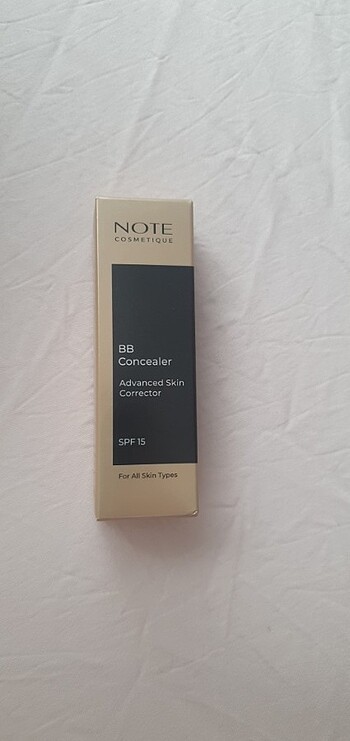 NOTE
COSMETIQUE
BB
Concealer
Advanced Skin
Corrector
SPF 15
For All Skin Types